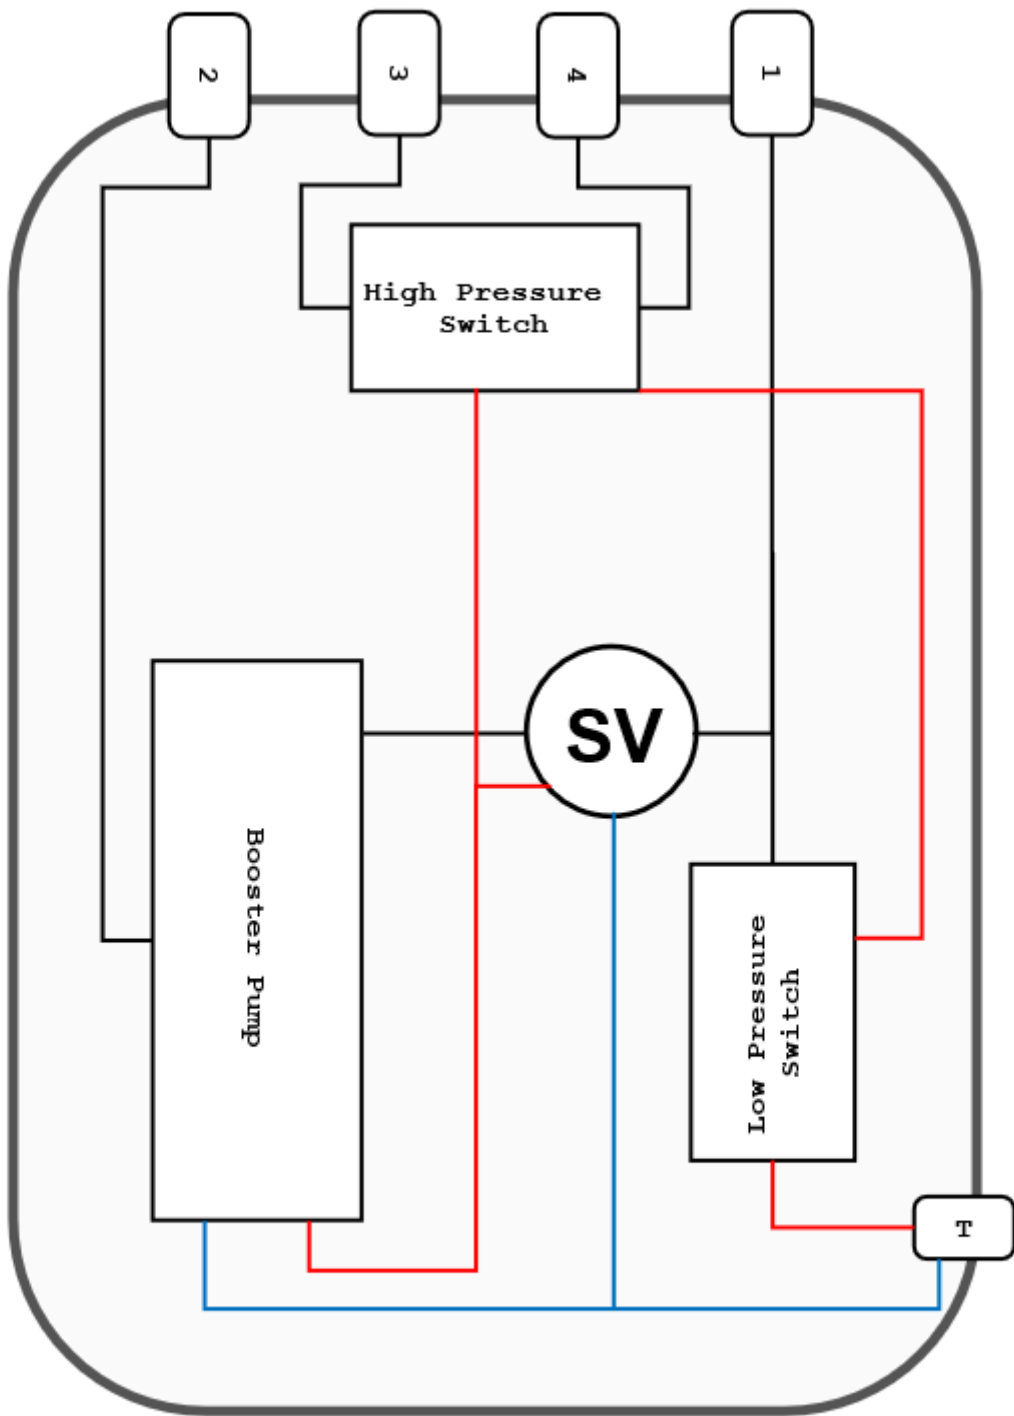 2
3
4
1
High Pressure
Switch
SV
Booster Pump
Low Pressure
Switch
T